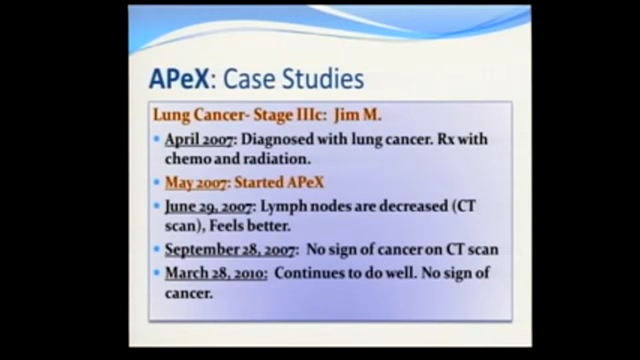 APeX: Case Studies
Lung Cancer- Stage IIIc: Jim M.
April 2007: Diagnosed with lung cancer. Rx with
chemo and radiation.
May 2007: Started APeX
June 29, 2007: Lymph nodes are decreased (CT
scan), Feels better.
September 28, 2007: No sign of cancer on CT scan
March 28, 2010: Continues to do well. No sign of
cancer.